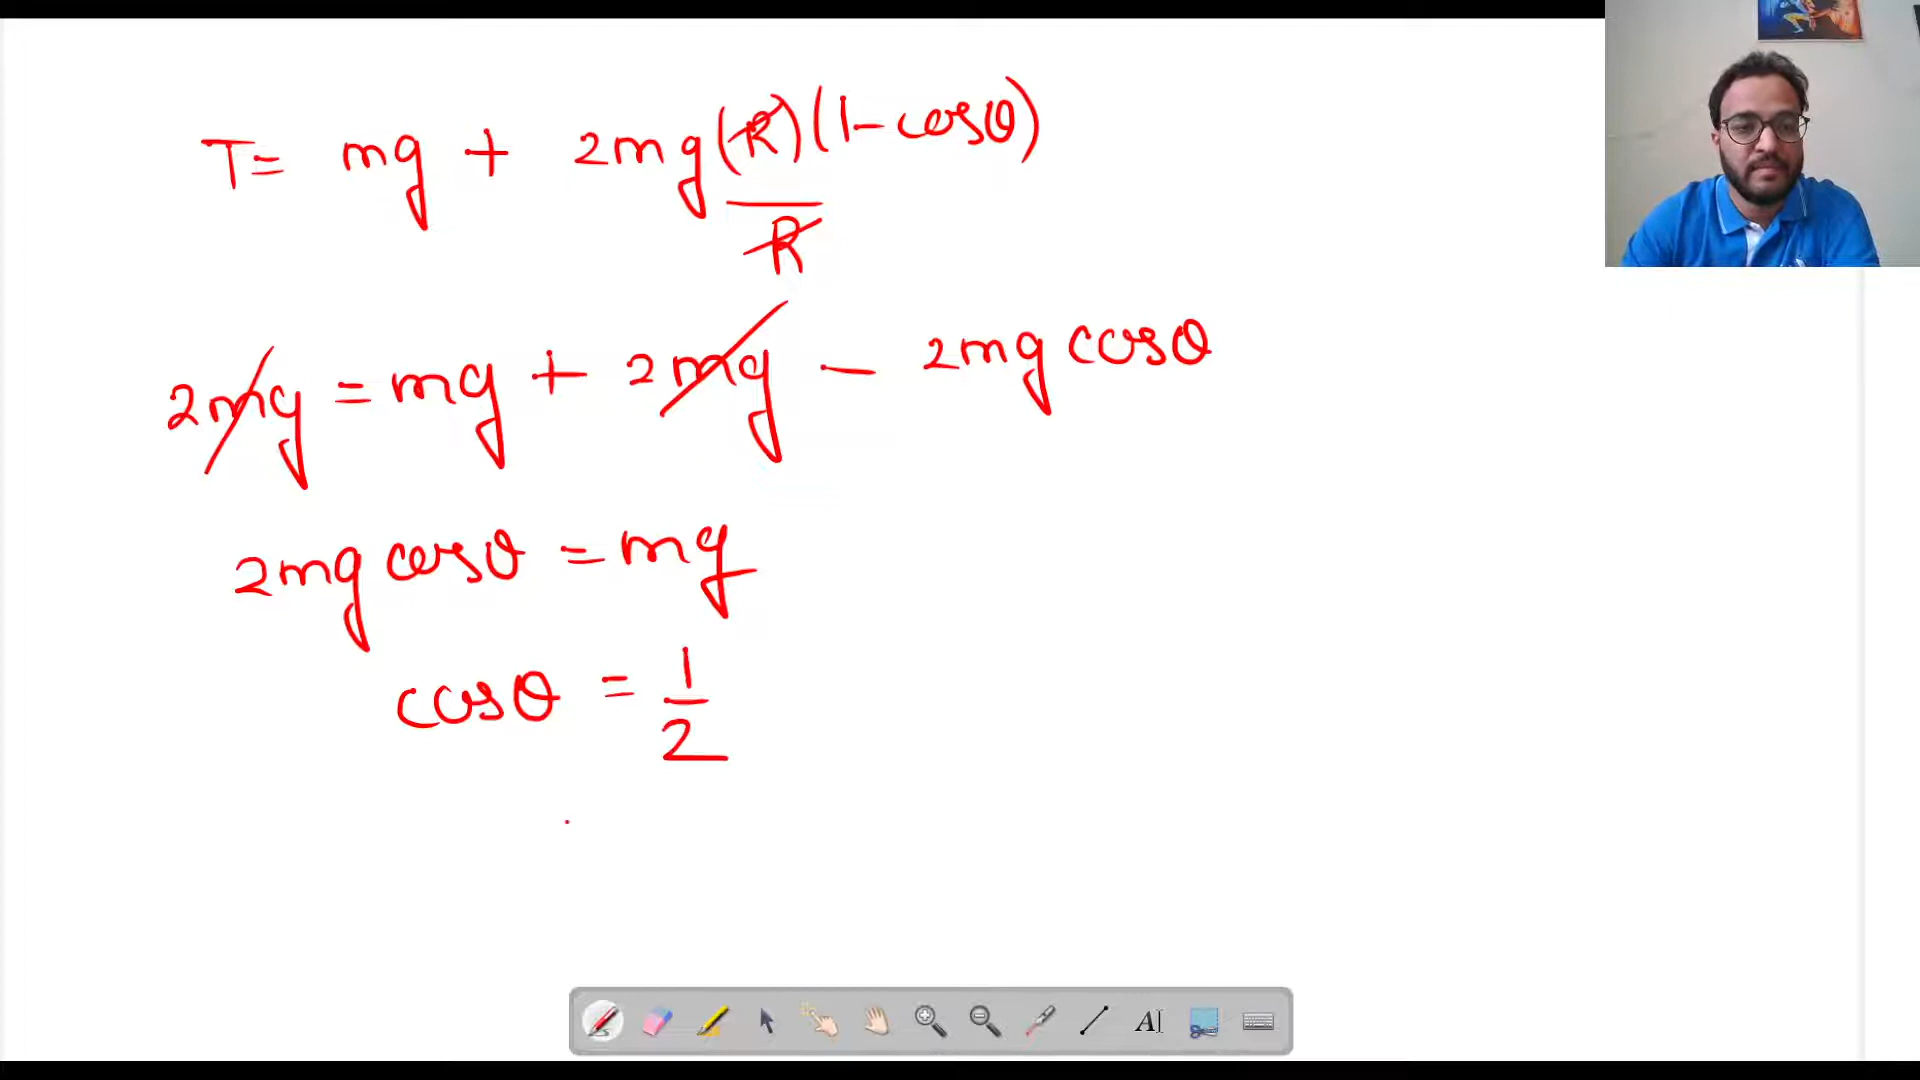 T = mg + 2mg(R)(1-cosθ)
R
2mg = mg + 2mg - 2mg cosθ
2mg cosθ = mg
cosθ = 1
2
A